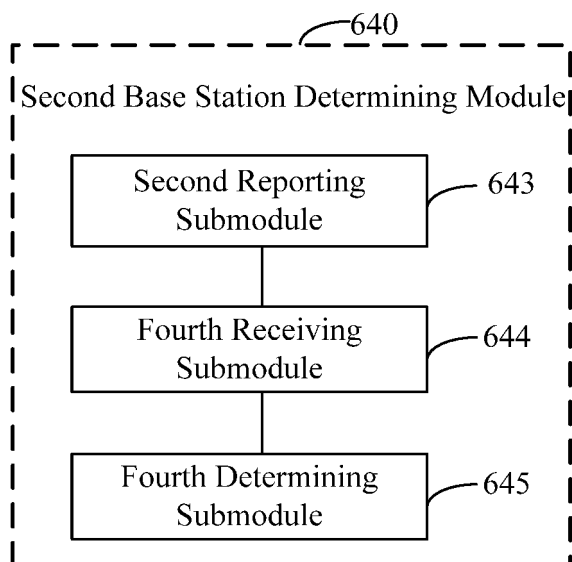 640
Second Base Station Determining Module
Second Reporting
Submodule
643
Fourth Receiving
Submodule
644
Fourth Determining
Submodule
645